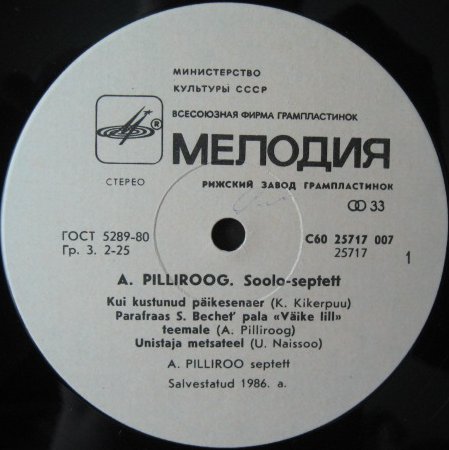 МИНИСТЕРСТВО
КУЛЬТУРЫ СССР
ВСЕСОЮЗНАЯ ФИРМА ГРАМПЛАСТИНОК
®
МЕЛОДИЯ
СТЕРЕО
РИЖСКИЙ ЗАВОД ГРАМПЛАСТИНОК
33
ГОСТ 5289-80
Гр. 3. 2-25
С60 25717 007
25717
1
A. PILLIROOG. Soolo-septett
Kui kustunud päikesenaer (K. Kikerpuu)
Parafraas S. Bechet' pala «Väike lill»
teemale (A. Pilliroog)
Unistaja metsateel (U. Naissoo)
A. PILLIROO septett
Salvestatud 1986. a.